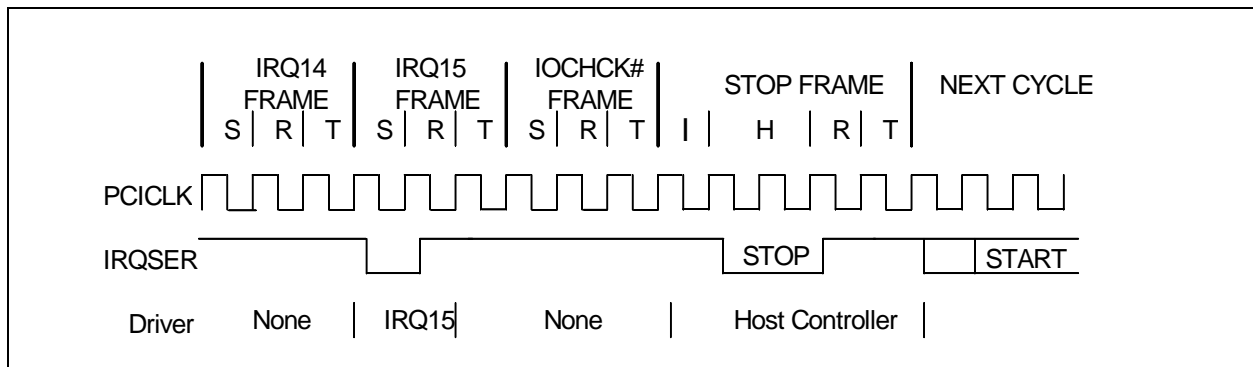 IRQ14 IRQ15 IOCHCK#
FRAME FRAME FRAME STOP FRAME NEXT CYCLE
S R T S R T S R T I H R T
PCICLK
IRQSER STOP START
Driver None IRQ15 None Host Controller